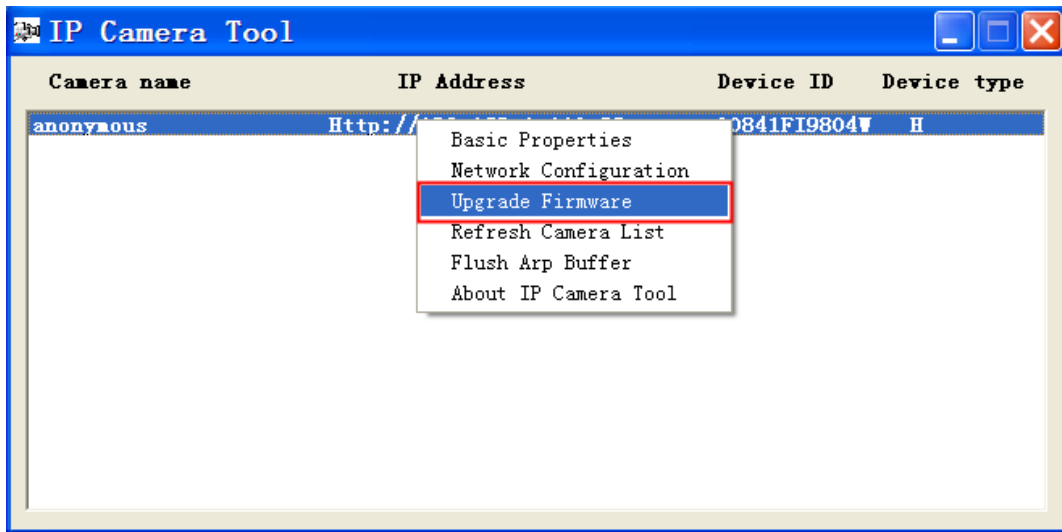 IP Camera Tool
Camera name IP Address Device ID Device type
anonymous Http:// 0841FI9804W H
Basic Properties
Network Configuration
Upgrade Firmware
Refresh Camera List
Flush Arp Buffer
About IP Camera Tool